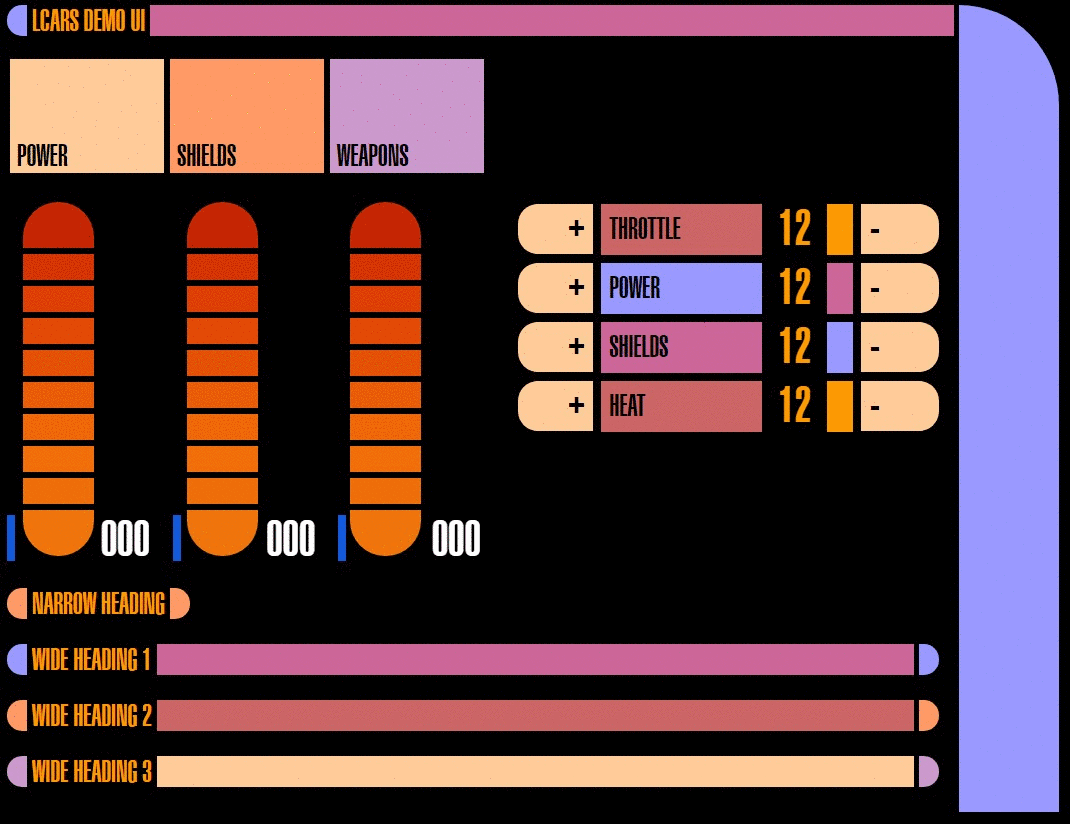 LCARS DEMO UI
POWER
SHIELDS
WEAPONS
+ THROTTLE 12 -
+ POWER 12 -
+ SHIELDS 12 -
+ HEAT 12 -
000 000 000
NARROW HEADING
WIDE HEADING 1
WIDE HEADING 2
WIDE HEADING 3